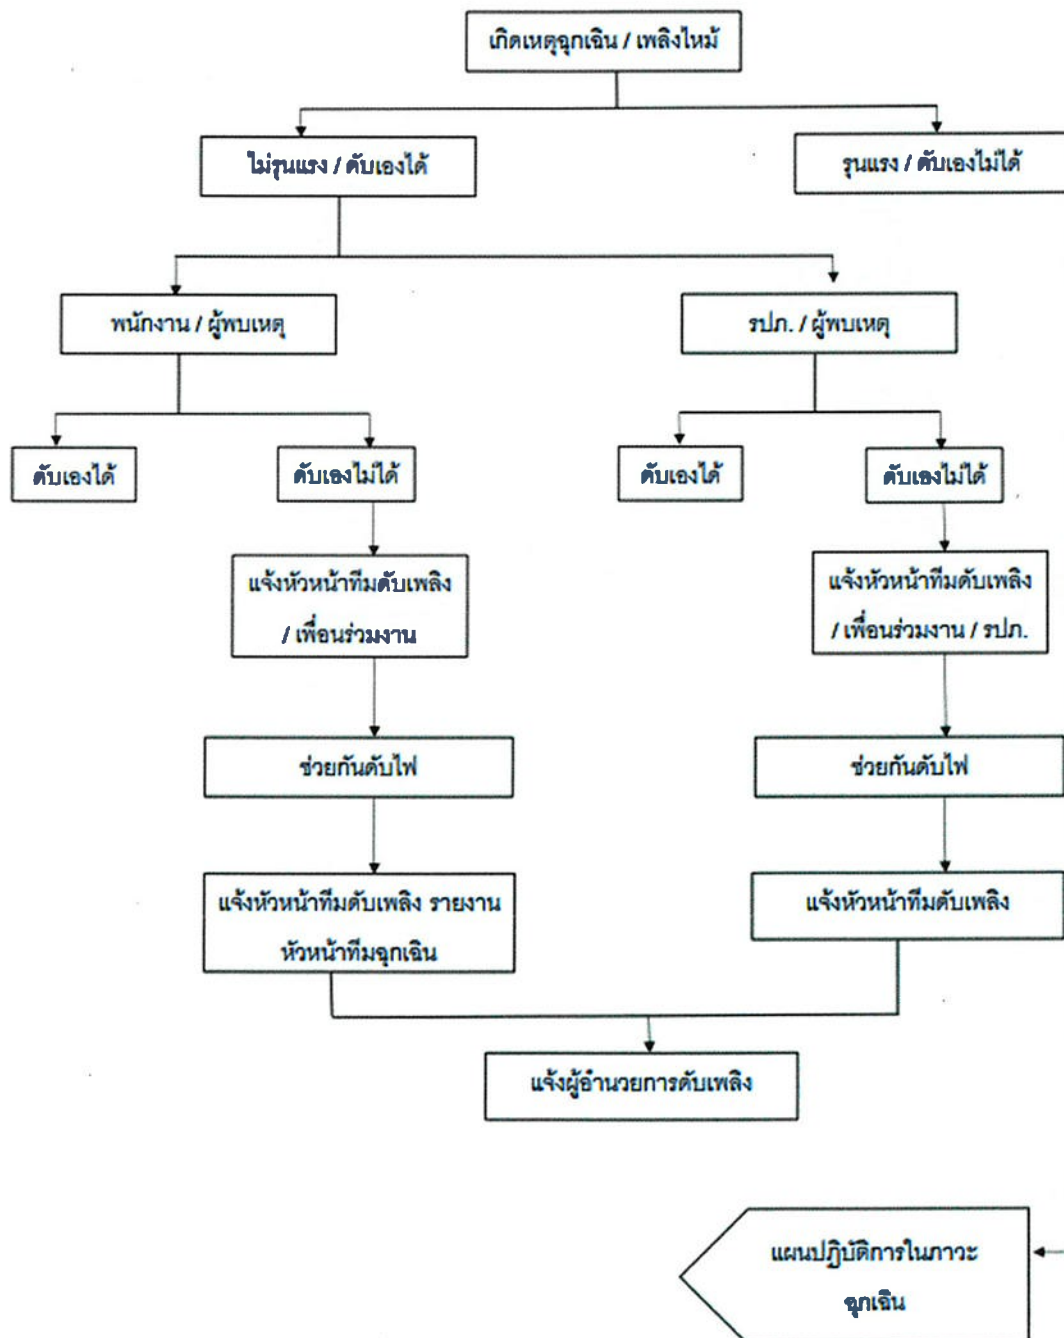 เกิดเหตุฉุกเฉิน / เพลิงไหม้
ไม่รุนแรง / ดับเองได้
รุนแรง / ดับเองไม่ได้
พนักงาน / ผู้พบเหตุ
รปภ. / ผู้พบเหตุ
ดับเองได้
ดับเองไม่ได้
ดับเองได้
ดับเองไม่ได้
แจ้งหัวหน้าทีมดับเพลิง
/ เพื่อนร่วมงาน
แจ้งหัวหน้าทีมดับเพลิง
/ เพื่อนร่วมงาน / รปภ.
ช่วยกันดับไฟ
ช่วยกันดับไฟ
แจ้งหัวหน้าทีมดับเพลิง รายงาน
หัวหน้าทีมฉุกเฉิน
แจ้งหัวหน้าทีมดับเพลิง
แจ้งผู้อำนวยการดับเพลิง
แผนปฏิบัติการในภาวะ
ฉุกเฉิน